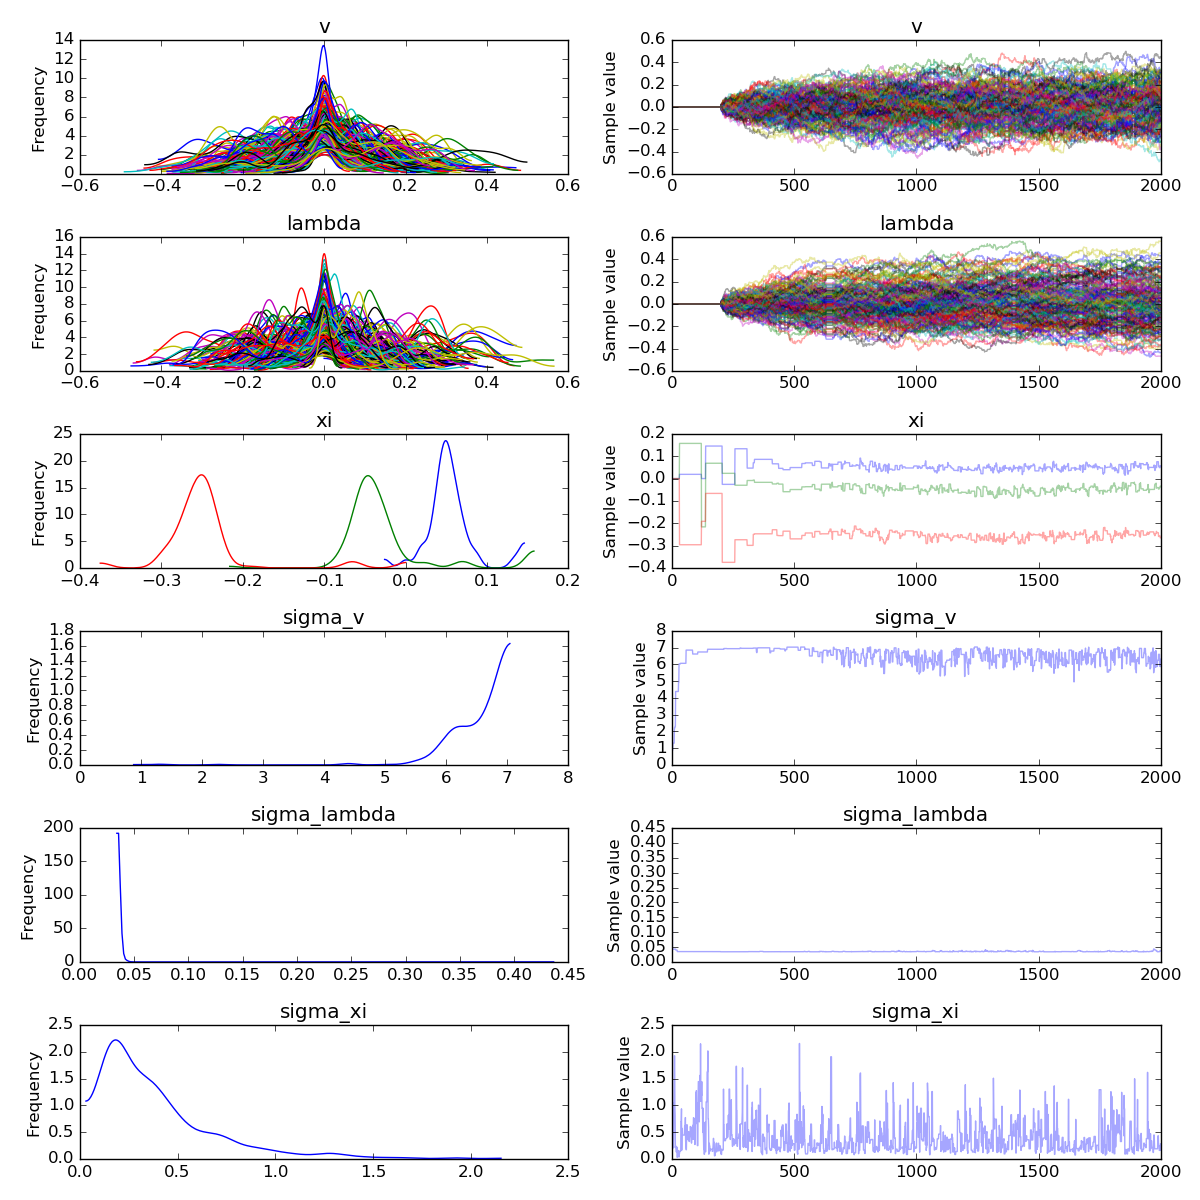 v
Frequency
14
12
10
8
6
4
2
0
−0.6 −0.4 −0.2 0.0 0.2 0.4 0.6
v
Sample value
0.6
0.4
0.2
0.0
−0.2
−0.4
−0.6
0 500 1000 1500 2000
lambda
Frequency
16
14
12
10
8
6
4
2
0
−0.6 −0.4 −0.2 0.0 0.2 0.4 0.6
lambda
Sample value
0.6
0.4
0.2
0.0
−0.2
−0.4
−0.6
0 500 1000 1500 2000
xi
Frequency
25
20
15
10
5
0
−0.4 −0.3 −0.2 −0.1 0.0 0.1 0.2
xi
Sample value
0.2
0.1
0.0
−0.1
−0.2
−0.3
−0.4
0 500 1000 1500 2000
sigma_v
Frequency
1.8
1.6
1.4
1.2
1.0
0.8
0.6
0.4
0.2
0.0
0 1 2 3 4 5 6 7 8
sigma_v
Sample value
8
7
6
5
4
3
2
1
0
0 500 1000 1500 2000
sigma_lambda
Frequency
200
150
100
50
0
0.00 0.05 0.10 0.15 0.20 0.25 0.30 0.35 0.40 0.45
sigma_lambda
Sample value
0.45
0.40
0.35
0.30
0.25
0.20
0.15
0.10
0.05
0.00
0 500 1000 1500 2000
sigma_xi
Frequency
2.5
2.0
1.5
1.0
0.5
0.0
0.0 0.5 1.0 1.5 2.0 2.5
sigma_xi
Sample value
2.5
2.0
1.5
1.0
0.5
0.0
0 500 1000 1500 2000